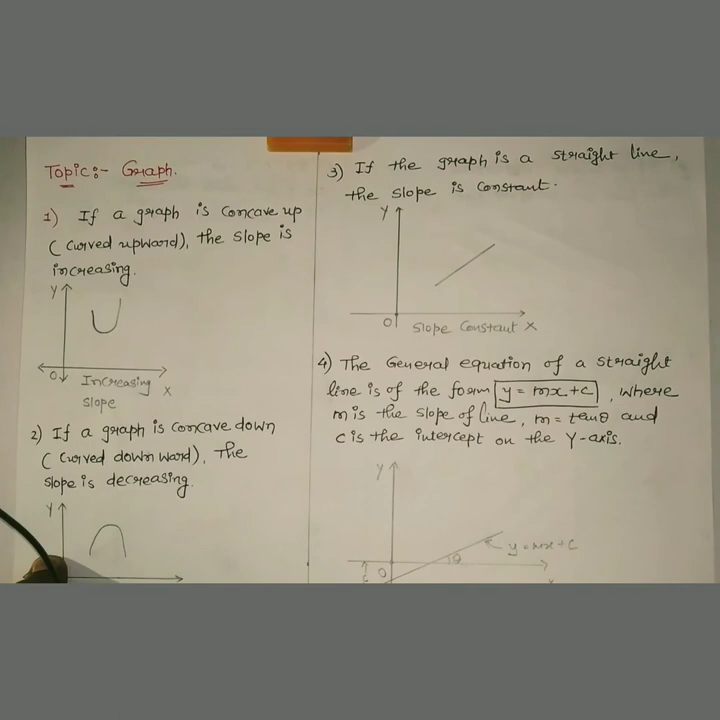 Topic:- Graph.
1) If a graph is concave up
(curved upward), the slope is
increasing.
Y
O
Increasing
X
slope
2) If a graph is concave down
(curved down ward), the
slope is decreasing.
Y
3) If the graph is a straight line,
the slope is constant.
Y
O
Slope Constant X
4) The General equation of a straight
line is of the form y = mx + c, where
m is the slope of line, m = tanθ and
c is the intercept on the Y-axis.
Y
y = mx + c
θ
O